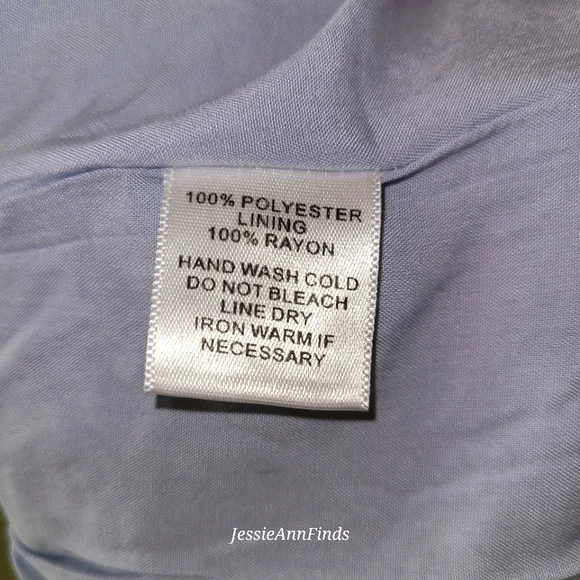 100% POLYESTER
LINING
100% RAYON
HAND WASH COLD
DO NOT BLEACH
LINE DRY
IRON WARM IF
NECESSARY
JessieAnnFinds